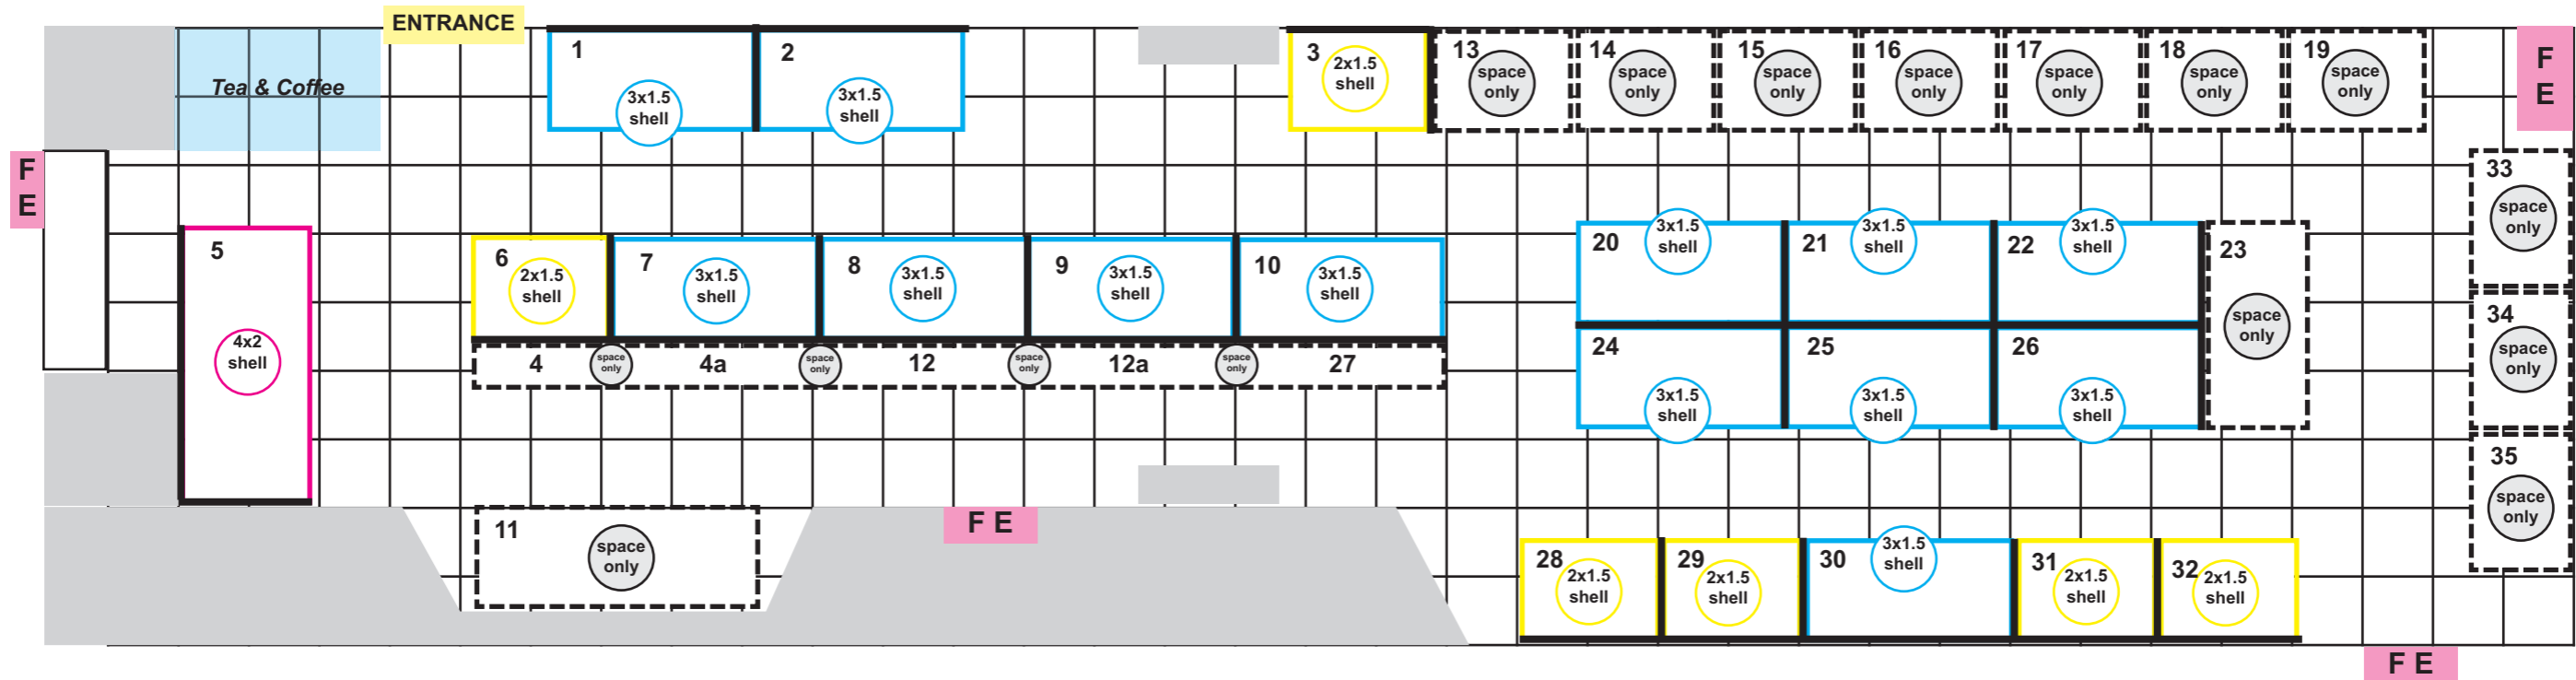 ENTRANCE
Tea & Coffee
1
3x1.5
shell
2
3x1.5
shell
3
2x1.5
shell
13
space
only
14
space
only
15
space
only
16
space
only
17
space
only
18
space
only
19
space
only
F
E
F
E
5
4x2
shell
6
2x1.5
shell
7
3x1.5
shell
8
3x1.5
shell
9
3x1.5
shell
10
3x1.5
shell
4
space
only
4a
space
only
12
space
only
12a
space
only
27
20
3x1.5
shell
21
3x1.5
shell
22
3x1.5
shell
23
space
only
24
3x1.5
shell
25
3x1.5
shell
26
3x1.5
shell
33
space
only
34
space
only
35
space
only
11
space
only
F E
28
2x1.5
shell
29
2x1.5
shell
30
3x1.5
shell
31
2x1.5
shell
32
2x1.5
shell
F E